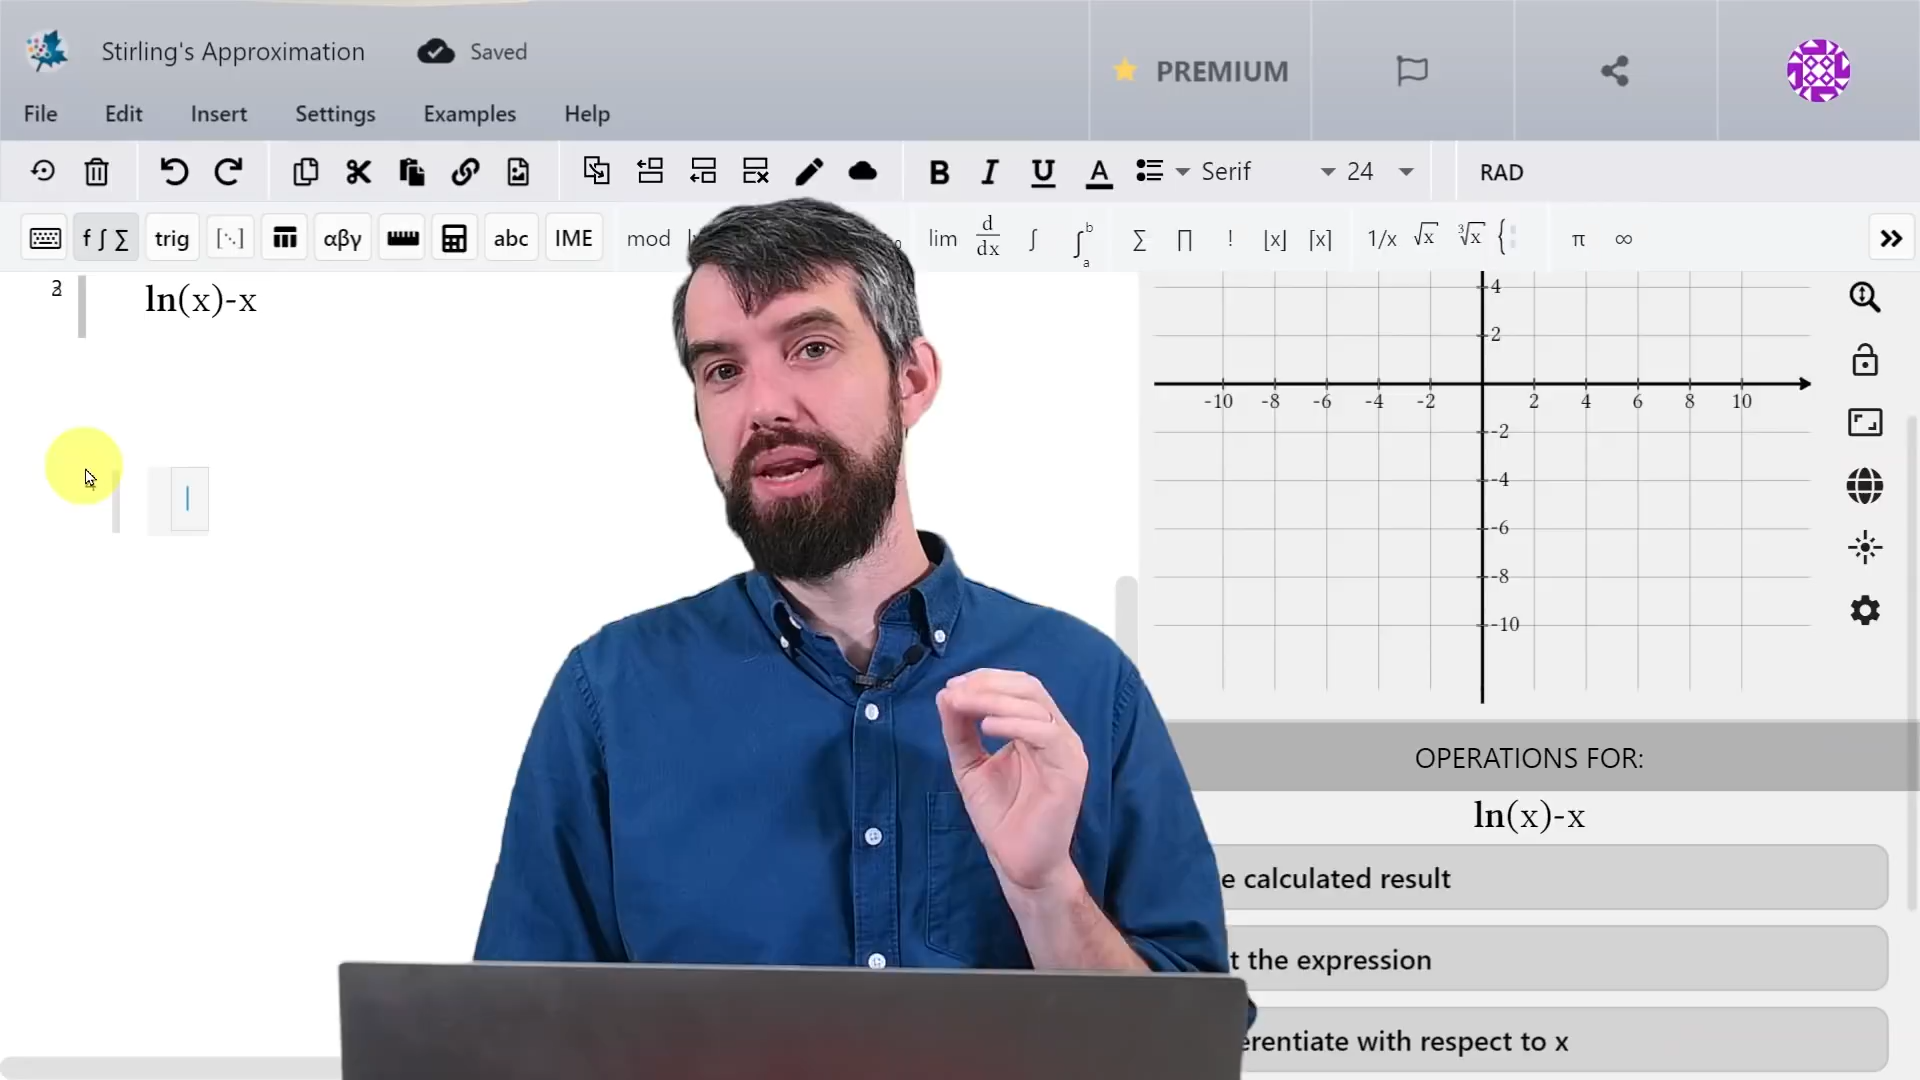 Stirling's Approximation
Saved
PREMIUM
File Edit Insert Settings Examples Help
B I U A Serif 24 RAD
f ∫ ∑ trig [⋱] αβγ abc IME mod lim d/dx ∫ ∫ₐᵇ ∑ ∏ ! ⌊x⌋ ⌈x⌉ 1/x √x ∛x { π ∞
ln(x)-x
4
2
-10 -8 -6 -4 -2 2 4 6 8 10
-2
-4
-6
-8
-10
OPERATIONS FOR:
ln(x)-x
e calculated result
t the expression
erentiate with respect to x